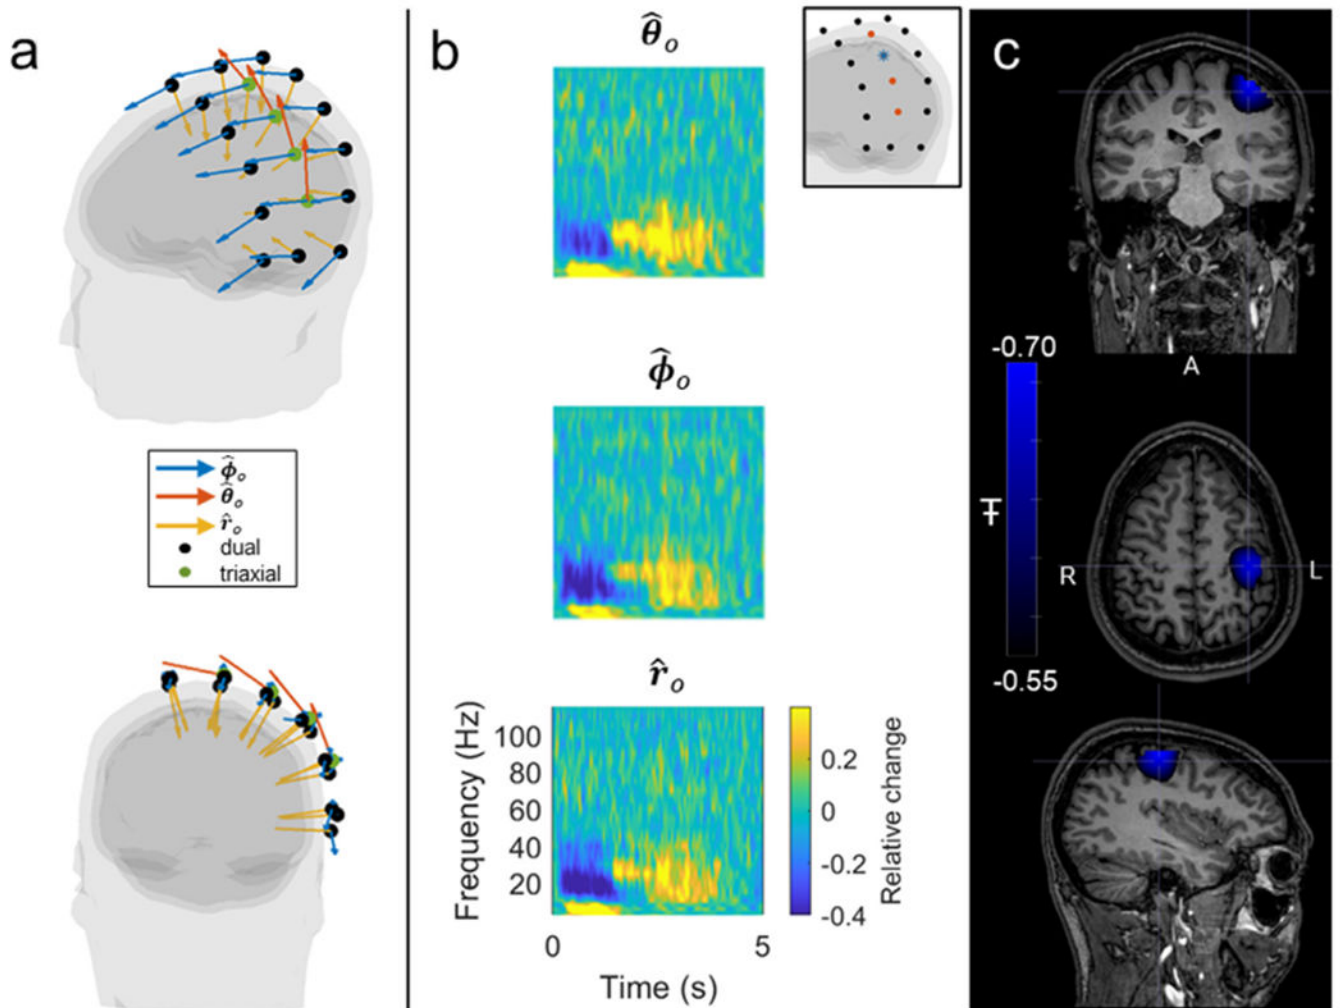 a
ϕ̂ₒ
θ̂ₒ
r̂ₒ
dual
triaxial
b
θ̂ₒ
ϕ̂ₒ
r̂ₒ
100
80
60
40
20
Frequency (Hz)
0
5
Time (s)
0.2
0
-0.2
-0.4
Relative change
c
-0.70
Ŧ
-0.55
A
R
L